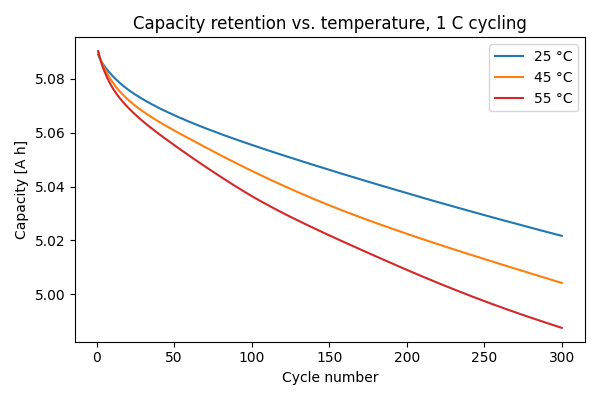 Capacity retention vs. temperature, 1 C cycling
25 °C
45 °C
55 °C
Capacity [A h]
5.08
5.06
5.04
5.02
5.00
0 50 100 150 200 250 300
Cycle number